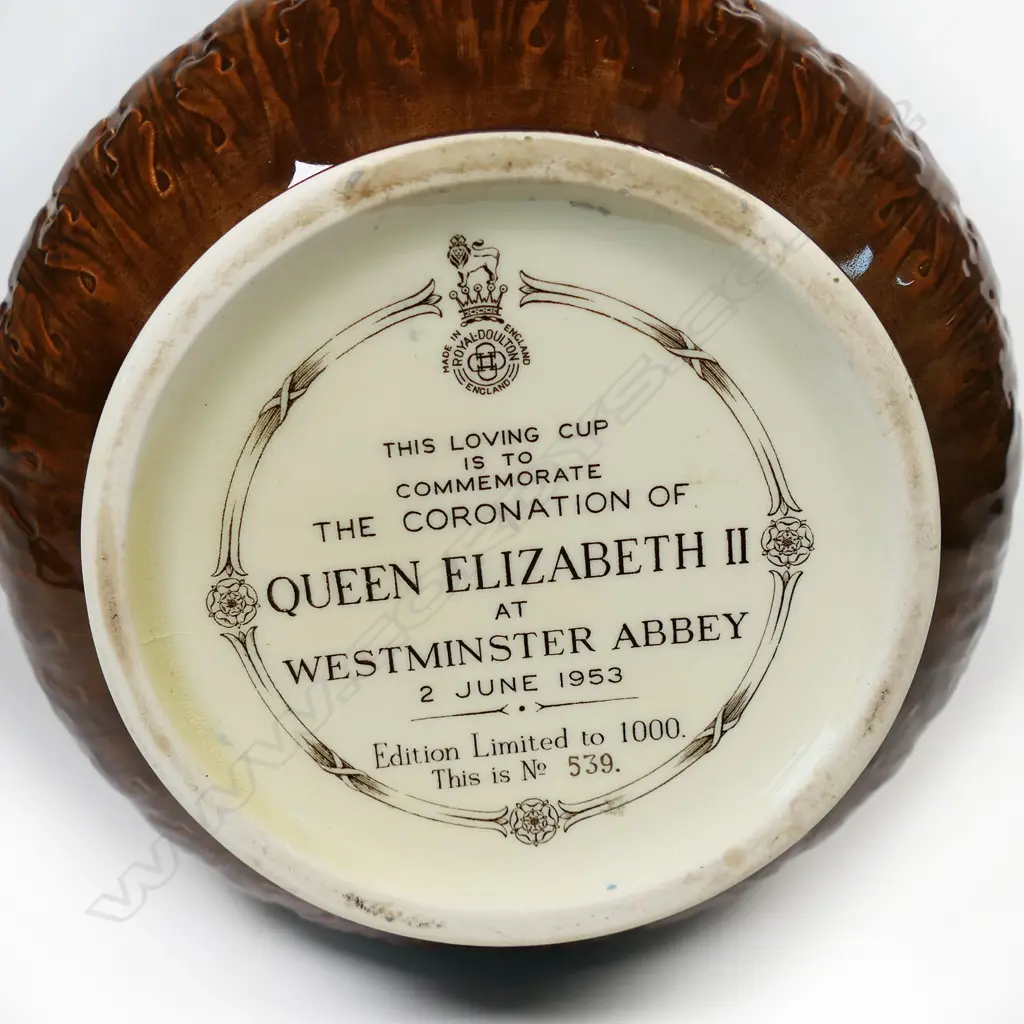 MADE IN ENGLAND
ROYAL·DOULTON
ENGLAND
THIS LOVING CUP
IS TO
COMMEMORATE
THE CORONATION OF
QUEEN ELIZABETH II
AT
WESTMINSTER ABBEY
2 JUNE 1953
Edition Limited to 1000.
This is Nº 539.